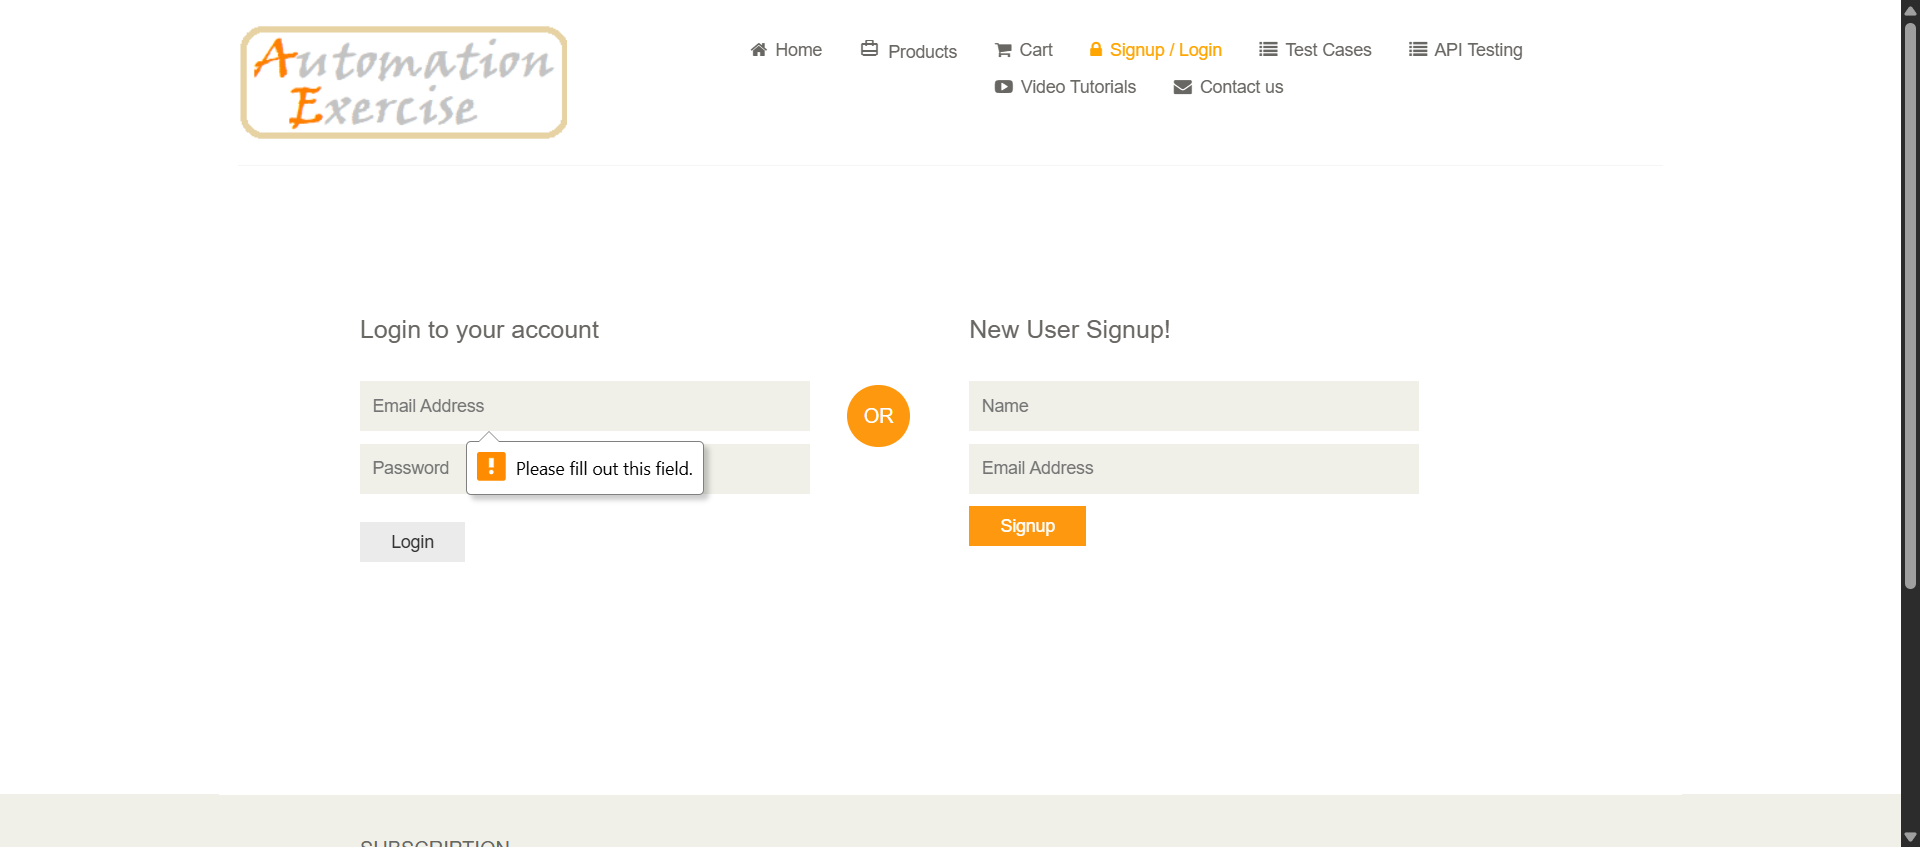 Automation
Exercise
Home
Products
Cart
Signup / Login
Test Cases
API Testing
Video Tutorials
Contact us
Login to your account
Email Address
Password
Please fill out this field.
Login
OR
New User Signup!
Name
Email Address
Signup
SUBSCRIPTION